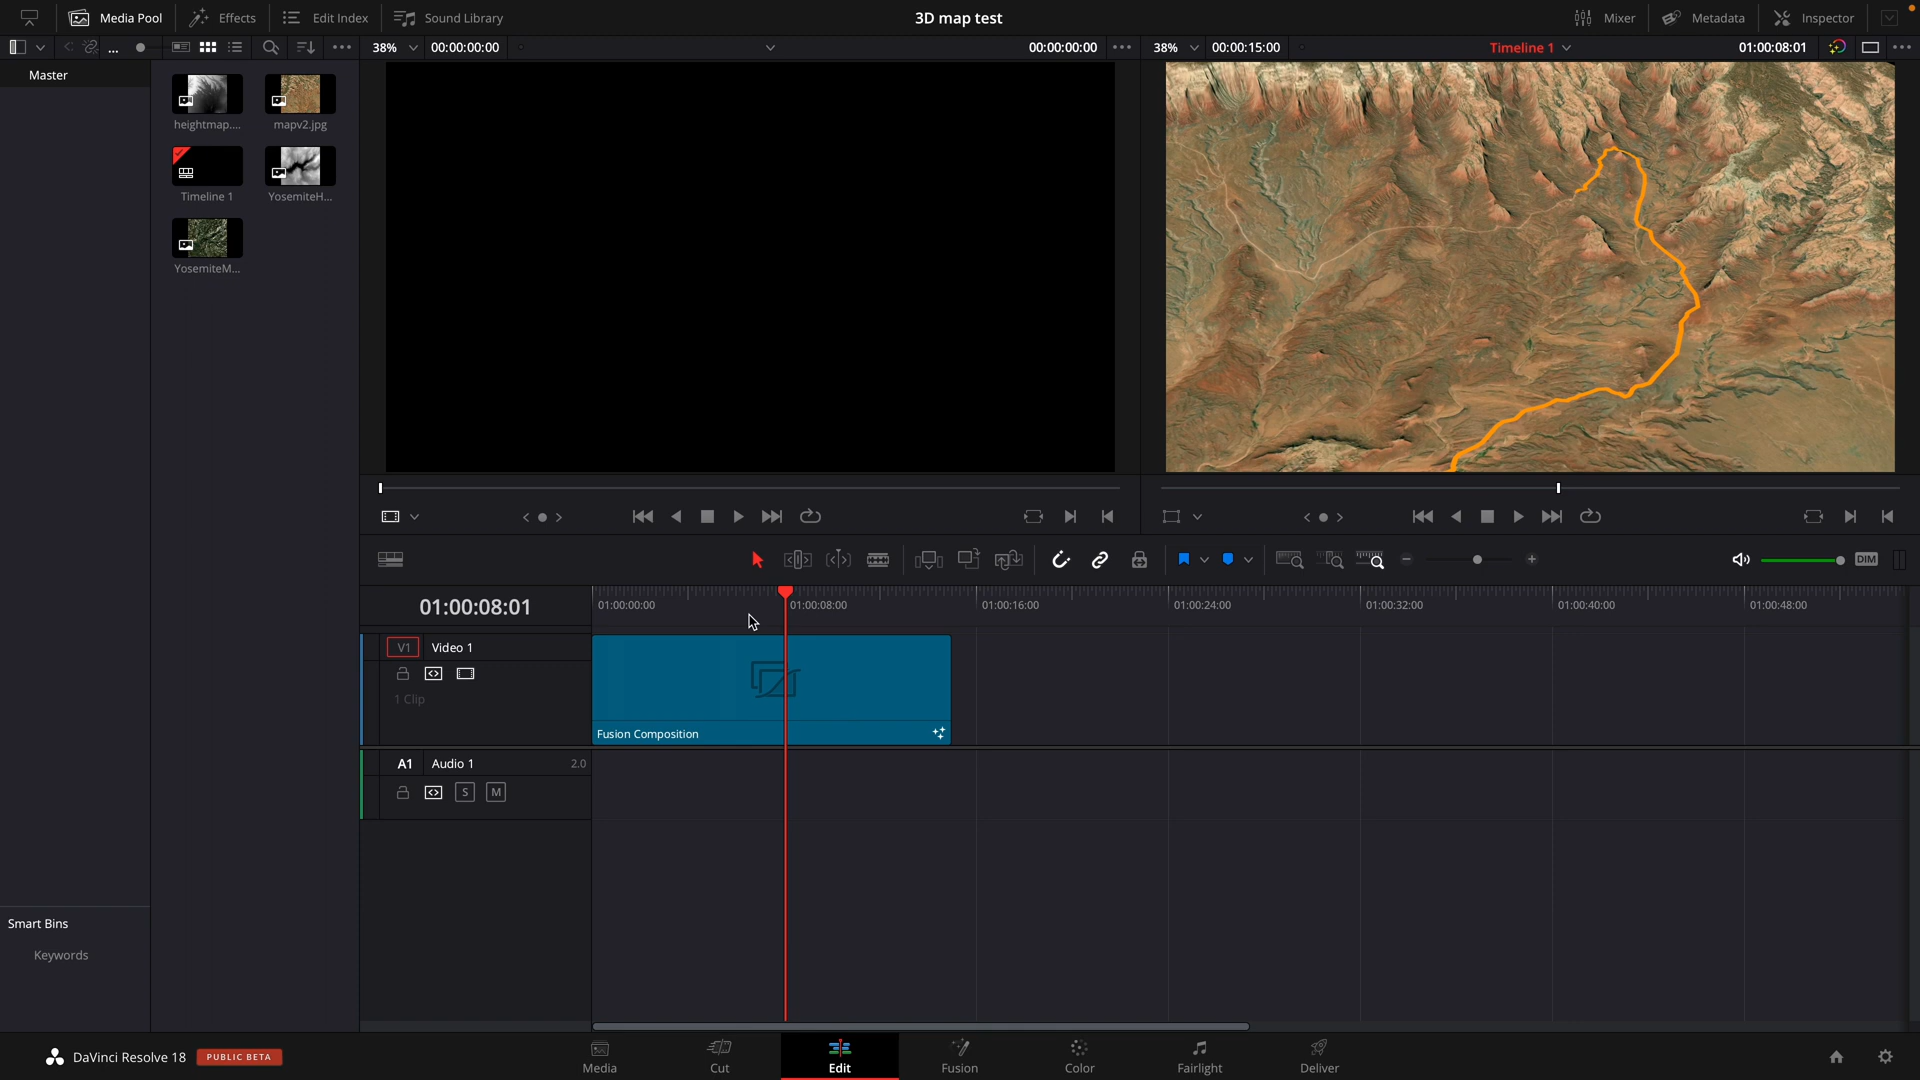 Media Pool
Effects
Edit Index
Sound Library
3D map test
Mixer
Metadata
Inspector
...
38%
00:00:00:00
00:00:00:00
38%
00:00:15:00
Timeline 1
01:00:08:01
Master
heightmap....
mapv2.jpg
Timeline 1
YosemiteH...
YosemiteM...
01:00:08:01
01:00:00:00
01:00:08:00
01:00:16:00
01:00:24:00
01:00:32:00
01:00:40:00
01:00:48:00
DIM
V1
Video 1
1 Clip
Fusion Composition
A1
Audio 1
2.0
S
M
Smart Bins
Keywords
DaVinci Resolve 18
PUBLIC BETA
Media
Cut
Edit
Fusion
Color
Fairlight
Deliver